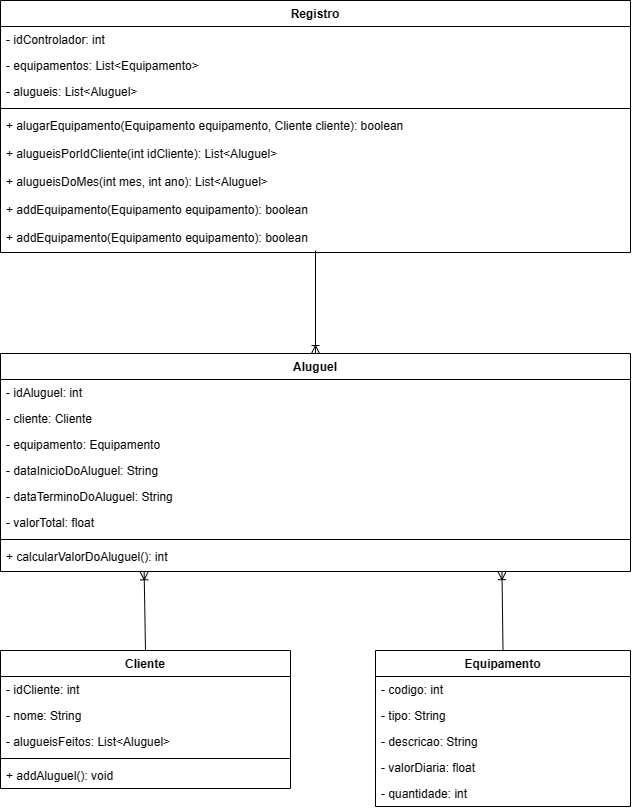 Registro
- idControlador: int
- equipamentos: List<Equipamento>
- alugueis: List<Aluguel>
+ alugarEquipamento(Equipamento equipamento, Cliente cliente): boolean
+ alugueisPorIdCliente(int idCliente): List<Aluguel>
+ alugueisDoMes(int mes, int ano): List<Aluguel>
+ addEquipamento(Equipamento equipamento): boolean
+ addEquipamento(Equipamento equipamento): boolean
Aluguel
- idAluguel: int
- cliente: Cliente
- equipamento: Equipamento
- dataInicioDoAluguel: String
- dataTerminoDoAluguel: String
- valorTotal: float
+ calcularValorDoAluguel(): int
Cliente
- idCliente: int
- nome: String
- alugueisFeitos: List<Aluguel>
+ addAluguel(): void
Equipamento
- codigo: int
- tipo: String
- descricao: String
- valorDiaria: float
- quantidade: int